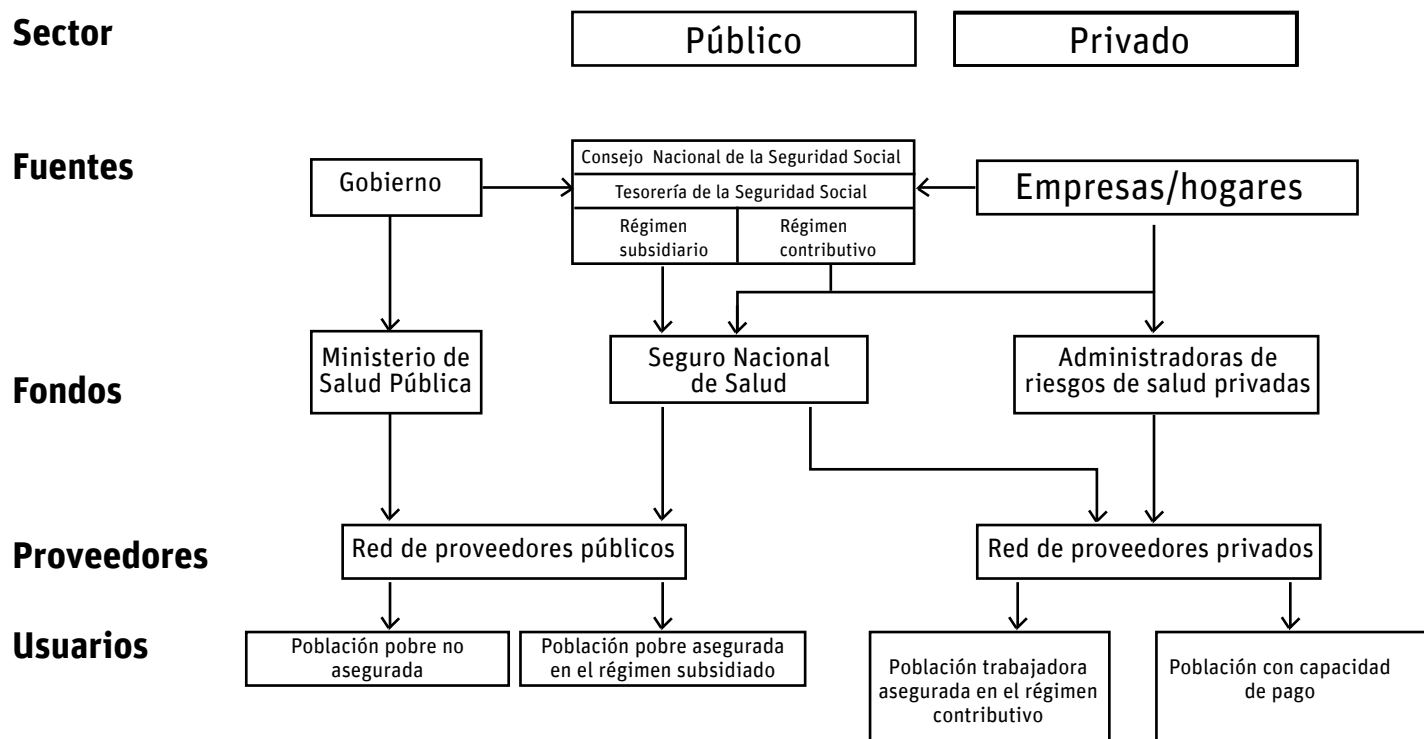 Sector
Público
Privado
Fuentes
Gobierno
Consejo Nacional de la Seguridad Social
Tesorería de la Seguridad Social
Régimen
subsidiario
Régimen
contributivo
Empresas/hogares
Fondos
Ministerio de
Salud Pública
Seguro Nacional
de Salud
Administradoras de
riesgos de salud privadas
Proveedores
Red de proveedores públicos
Red de proveedores privados
Usuarios
Población pobre no
asegurada
Población pobre asegurada
en el régimen subsidiado
Población trabajadora
asegurada en el régimen
contributivo
Población con capacidad
de pago